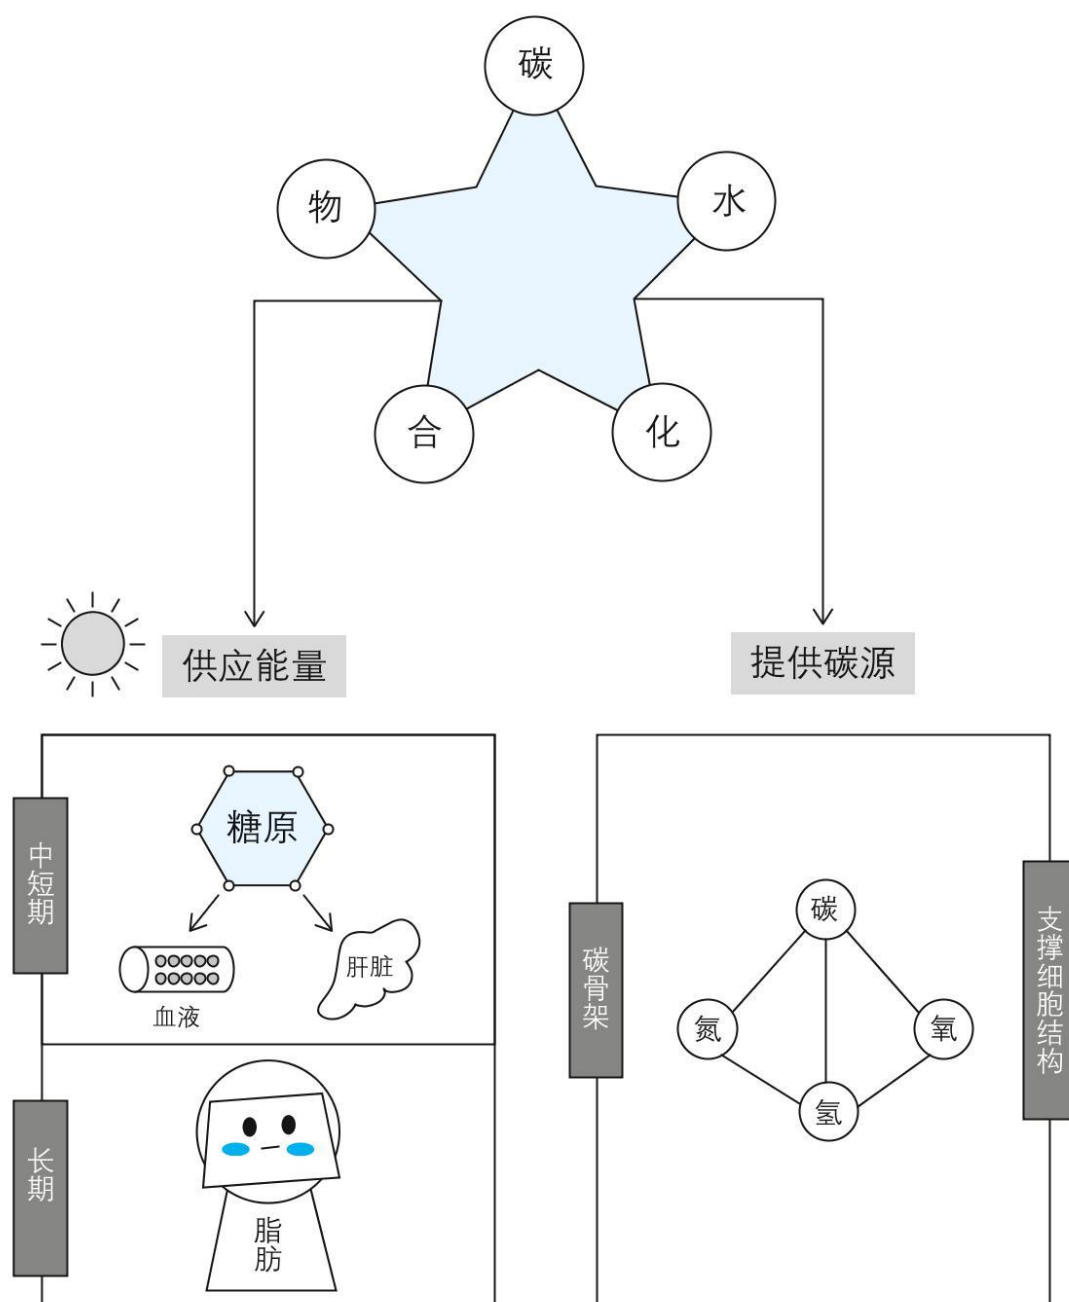 碳
水
化
合
物
供应能量
提供碳源
中短期
糖原
血液
肝脏
长期
脂肪
碳骨架
碳
氮
氧
氢
支撑细胞结构